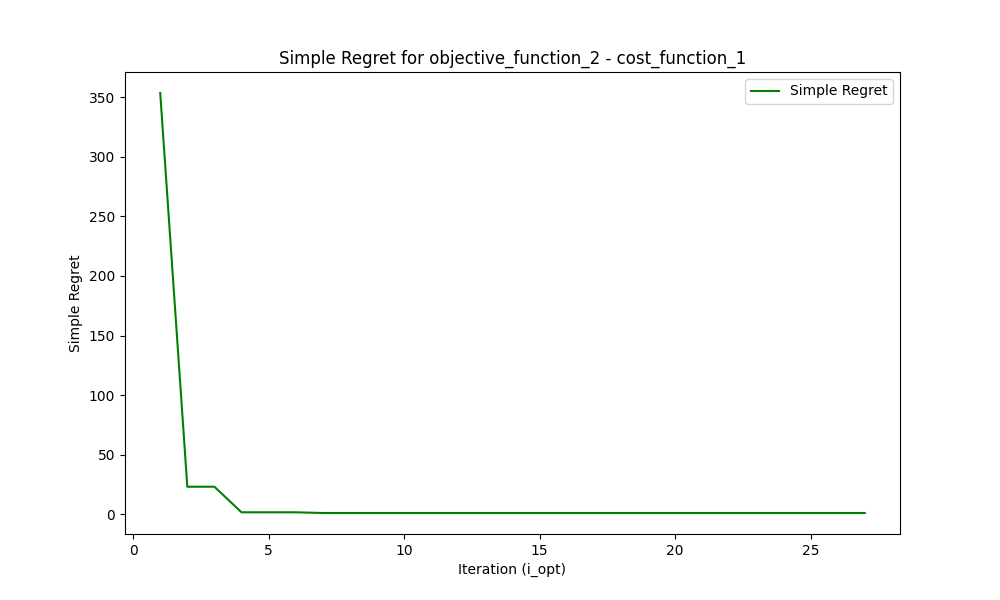 Simple Regret for objective_function_2 - cost_function_1
Simple Regret
350
300
250
200
150
100
50
0
Simple Regret
0 5 10 15 20 25
Iteration (i_opt)